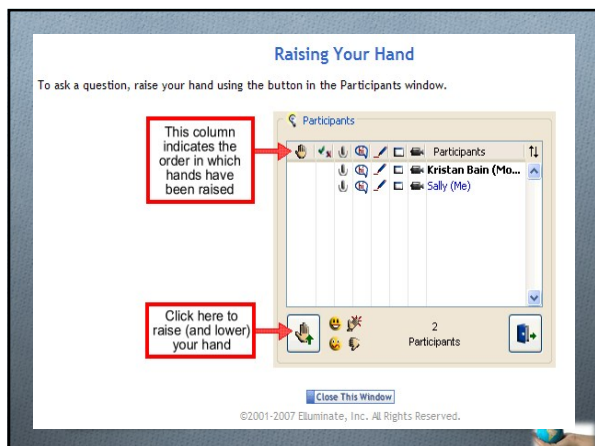 Raising Your Hand
To ask a question, raise your hand using the button in the Participants window.
This column
indicates the
order in which
hands have
been raised
Participants
Participants
Kristan Bain (Mo...
Sally (Me)
Click here to
raise (and lower)
your hand
2
Participants
Close This Window
©2001-2007 Elluminate, Inc. All Rights Reserved.